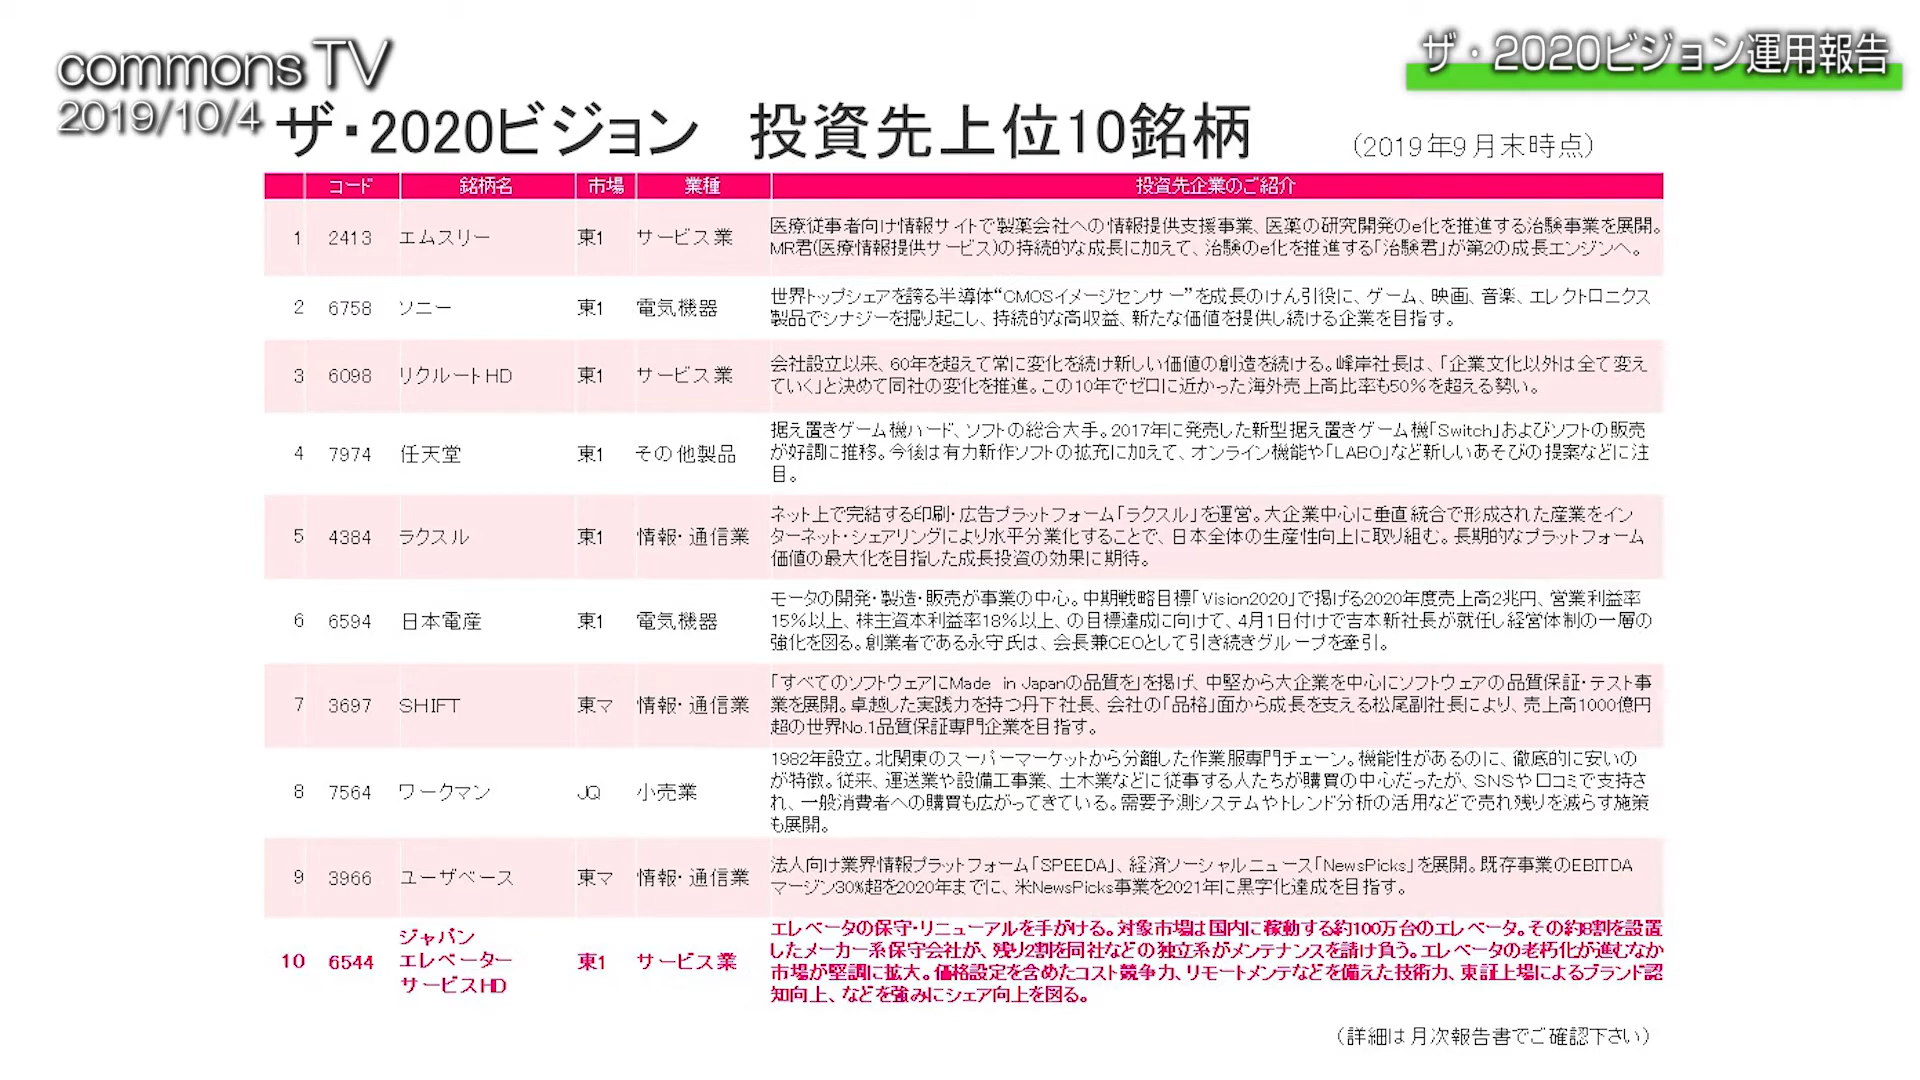 commons TV
2019/10/4
ザ・2020ビジョン運用報告
ザ・2020ビジョン 投資先上位10銘柄 (2019年9月末時点)
コード 銘柄名 市場 業種 投資先企業のご紹介
1 2413 エムスリー 東1 サービス業
医療従事者向け情報サイトで製薬会社への情報提供支援事業、医薬の研究開発のe化を推進する治験事業を展開。
MR君(医療情報提供サービス)の持続的な成長に加えて、治験のe化を推進する「治験君」が第2の成長エンジンへ。
2 6758 ソニー 東1 電気機器
世界トップシェアを誇る半導体“CMOSイメージセンサー”を成長のけん引役に、ゲーム、映画、音楽、エレクトロニクス
製品でシナジーを掘り起こし、持続的な高収益、新たな価値を提供し続ける企業を目指す。
3 6098 リクルートHD 東1 サービス業
会社設立以来、60年を超えて常に変化を続け新しい価値の創造を続ける。峰岸社長は、「企業文化以外は全て変え
ていく」と決めて同社の変化を推進。この10年でゼロに近かった海外売上高比率も50%を超える勢い。
4 7974 任天堂 東1 その他製品
据え置きゲーム機ハード、ソフトの総合大手。2017年に発売した新型据え置きゲーム機「Switch」およびソフトの販売
が好調に推移。今後は有力新作ソフトの拡充に加えて、オンライン機能や「LABO」など新しいあそびの提案などに注
目。
5 4384 ラクスル 東1 情報・通信業
ネット上で完結する印刷・広告プラットフォーム「ラクスル」を運営。大企業中心に垂直統合で形成された産業をイン
ターネット・シェアリングにより水平分業化することで、日本全体の生産性向上に取り組む。長期的なプラットフォーム
価値の最大化を目指した成長投資の効果に期待。
6 6594 日本電産 東1 電気機器
モータの開発・製造・販売が事業の中心。中期戦略目標「Vision2020」で掲げる2020年度売上高2兆円、営業利益率
15%以上、株主資本利益率18%以上、の目標達成に向けて、4月1日付けで吉本新社長が就任し経営体制の一層の
強化を図る。創業者である永守氏は、会長兼CEOとして引き続きグループを牽引。
7 3697 SHIFT 東マ 情報・通信業
「すべてのソフトウェアにMade in Japanの品質を」を掲げ、中堅から大企業を中心にソフトウェアの品質保証・テスト事
業を展開。卓越した実践力を持つ丹下社長、会社の「品格」面から成長を支える松尾副社長により、売上高1000億円
超の世界No.1品質保証専門企業を目指す。
8 7564 ワークマン JQ 小売業
1982年設立。北関東のスーパーマーケットから分離した作業服専門チェーン。機能性があるのに、徹底的に安いの
が特徴。従来、運送業や設備工事業、土木業などに従事する人たちが購買の中心だったが、SNSや口コミで支持さ
れ、一般消費者への購買も広がってきている。需要予測システムやトレンド分析の活用などで売れ残りを減らす施策
も展開。
9 3966 ユーザベース 東マ 情報・通信業
法人向け業界情報プラットフォーム「SPEEDA」、経済ソーシャルニュース「NewsPicks」を展開。既存事業のEBITDA
マージン30%超を2020年までに、米NewsPicks事業を2021年に黒字化達成を目指す。
10 6544 ジャパン
エレベーター
サービスHD 東1 サービス業
エレベータの保守・リニューアルを手がける。対象市場は国内に稼動する約100万台のエレベータ。その約8割を設置
したメーカー系保守会社が、残り2割を同社などの独立系がメンテナンスを請け負う。エレベータの老朽化が進むなか
市場が堅調に拡大。価格設定を含めたコスト競争力、リモートメンテなどを備えた技術力、東証上場によるブランド認
知向上、などを強みにシェア向上を図る。
(詳細は月次報告書でご確認下さい)